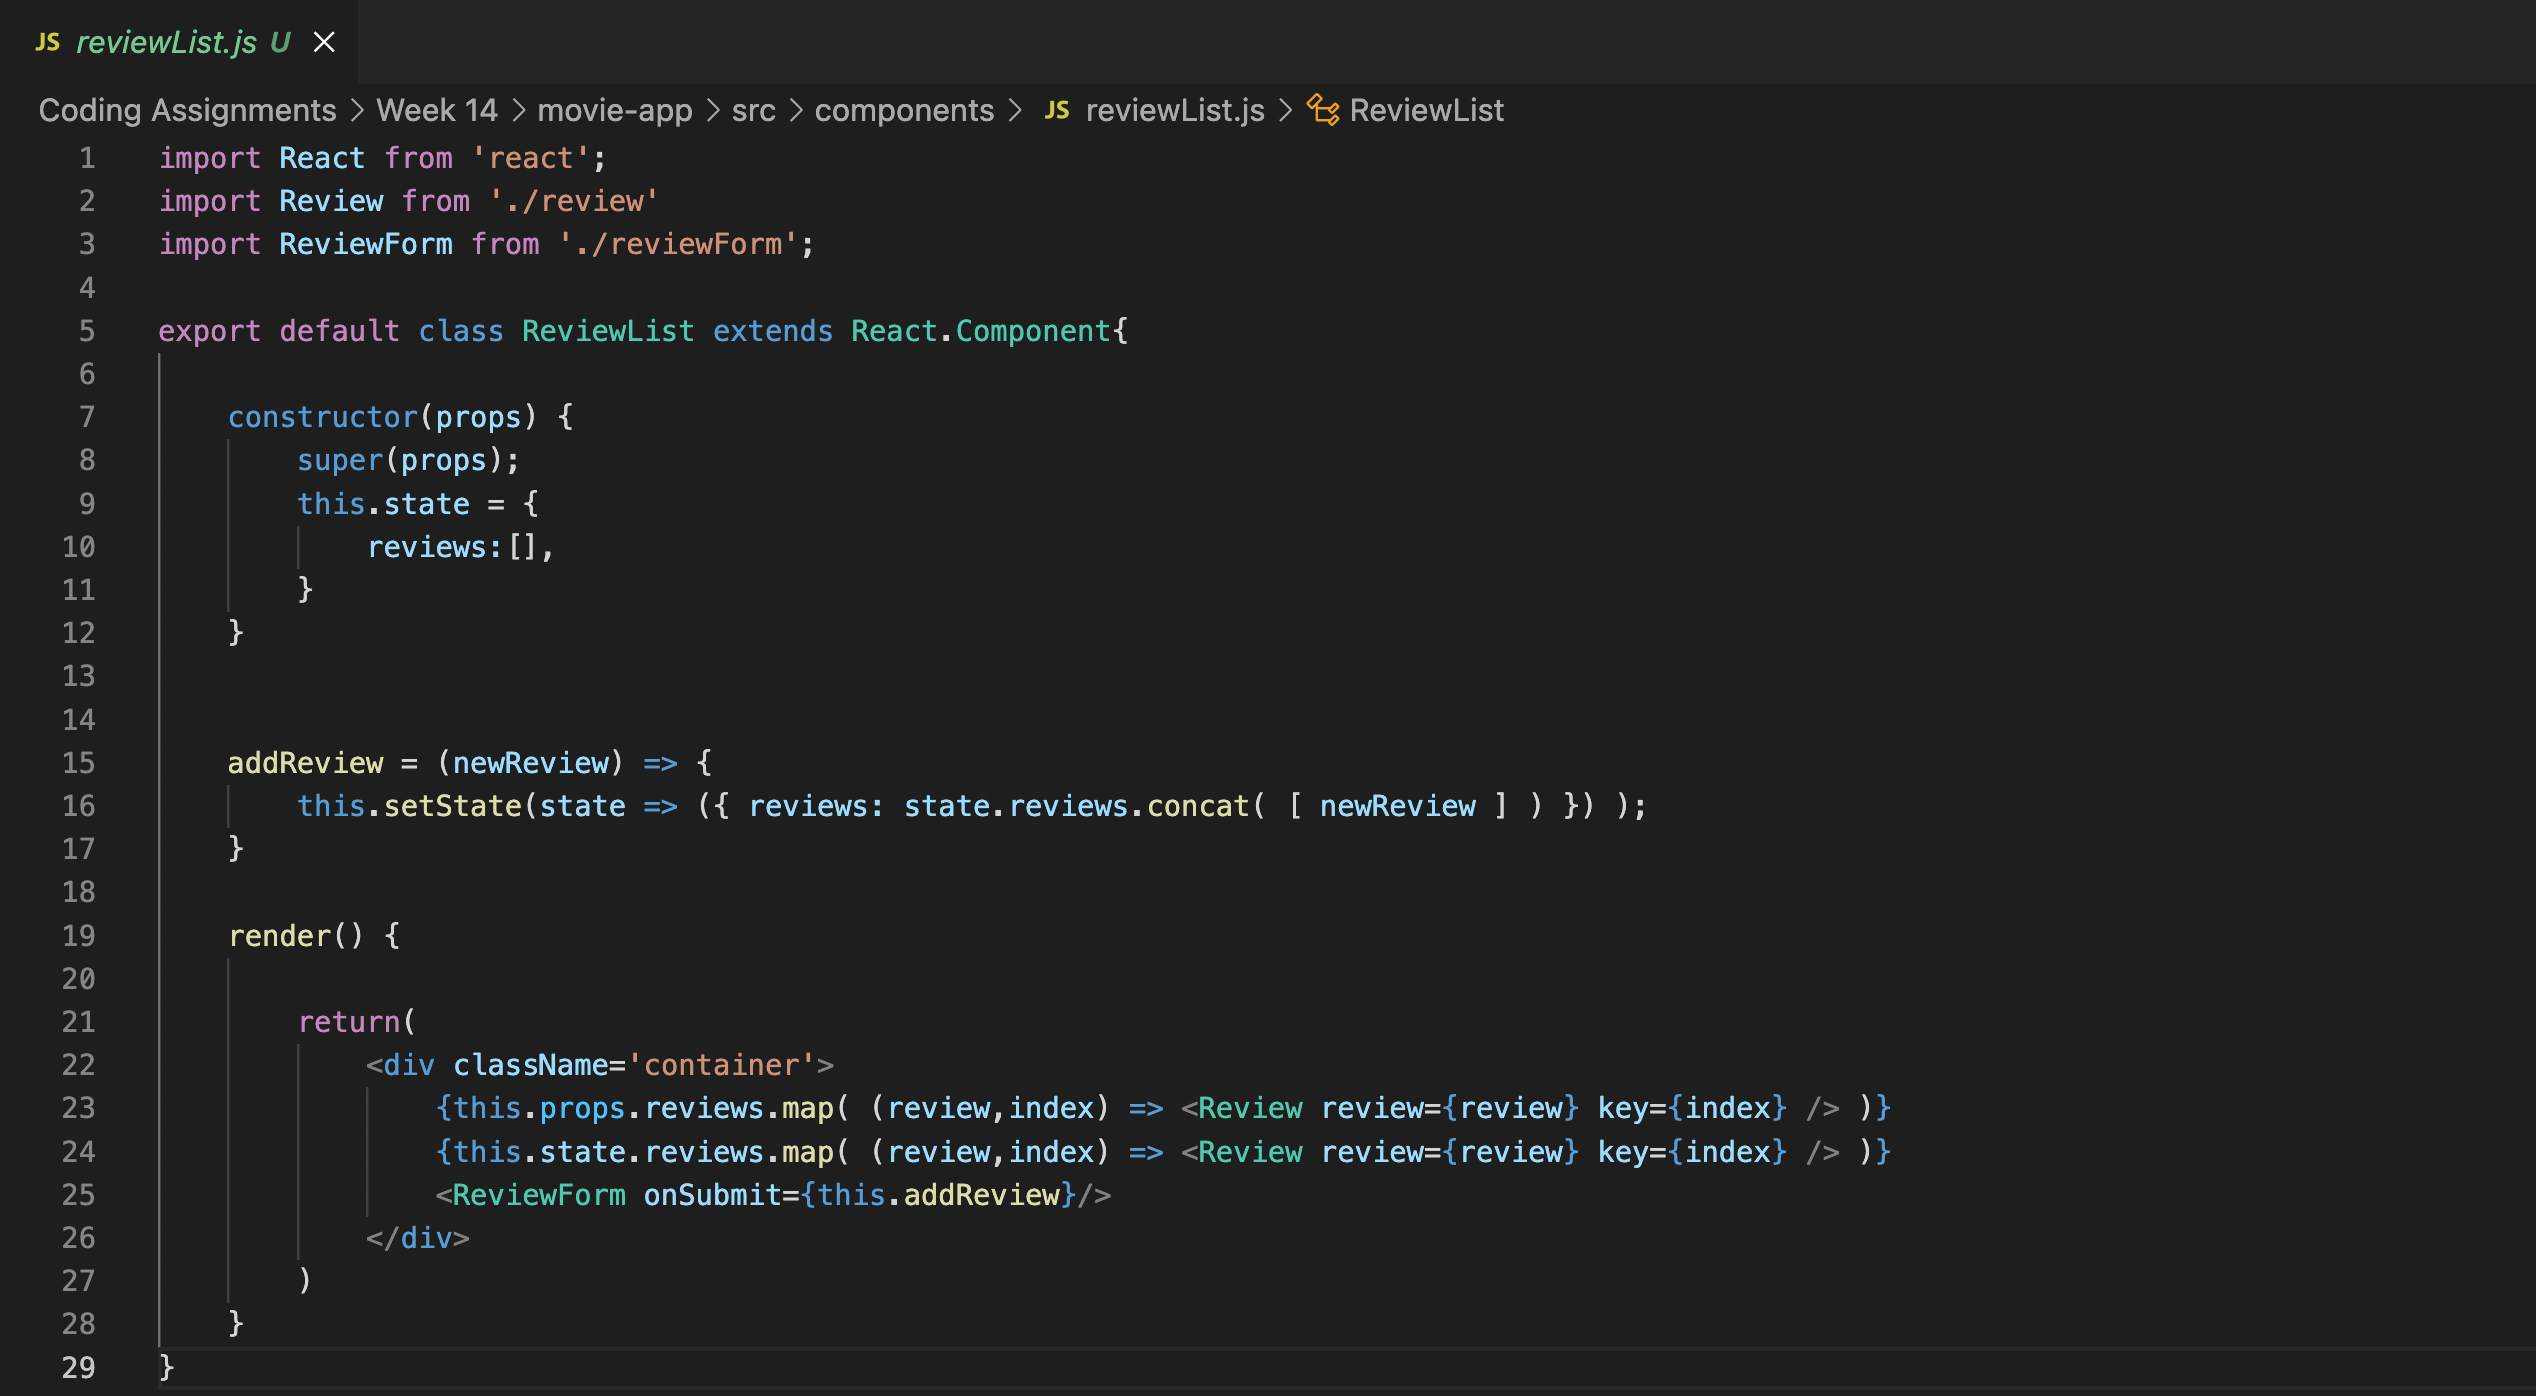 JS reviewList.js U
Coding Assignments > Week 14 > movie-app > src > components > JS reviewList.js > ReviewList
1 import React from 'react';
2 import Review from './review'
3 import ReviewForm from './reviewForm';
4
5 export default class ReviewList extends React.Component{
6
7     constructor(props) {
8         super(props);
9         this.state = {
10             reviews:[],
11         }
12     }
13
14
15     addReview = (newReview) => {
16         this.setState(state => ({ reviews: state.reviews.concat( [ newReview ] ) }) );
17     }
18
19     render() {
20
21         return(
22             <div className='container'>
23                 {this.props.reviews.map( (review,index) => <Review review={review} key={index} /> )}
24                 {this.state.reviews.map( (review,index) => <Review review={review} key={index} /> )}
25                 <ReviewForm onSubmit={this.addReview}/>
26             </div>
27         )
28     }
29 }